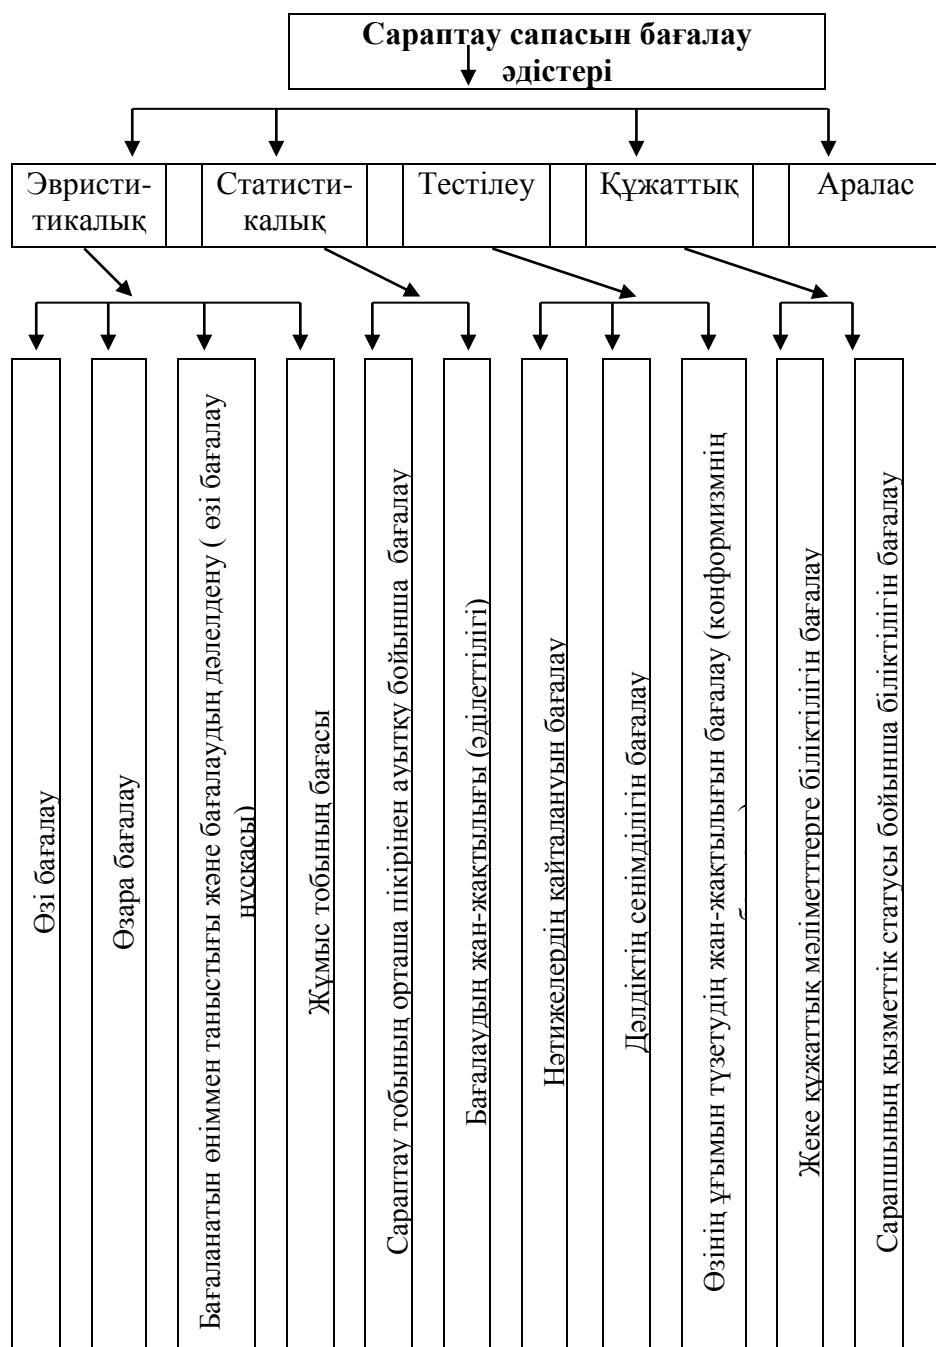 Сараптау сапасын бағалау
әдістері
Эвристи-
тикалық
Статисти-
калық
Тестілеу
Құжаттық
Аралас
Өзі бағалау
Өзара бағалау
Бағаланатын өніммен таныстығы және бағалаудың дәлелдену ( өзі бағалау
нұсқасы)
Жұмыс тобының бағасы
Сараптау тобының орташа пікірінен ауытқу бойынша бағалау
Бағалаудың жан-жақтылығы (әділеттілігі)
Нәтижелердің қайталануын бағалау
Дәлдіктің сенімділігін бағалау
Өзінің ұғымын түзетудің жан-жақтылығын бағалау (конформизмнің
Жеке құжаттық мәліметттерге біліктілігін бағалау
Сарапшының қызметтік статусы бойынша біліктілігін бағалау